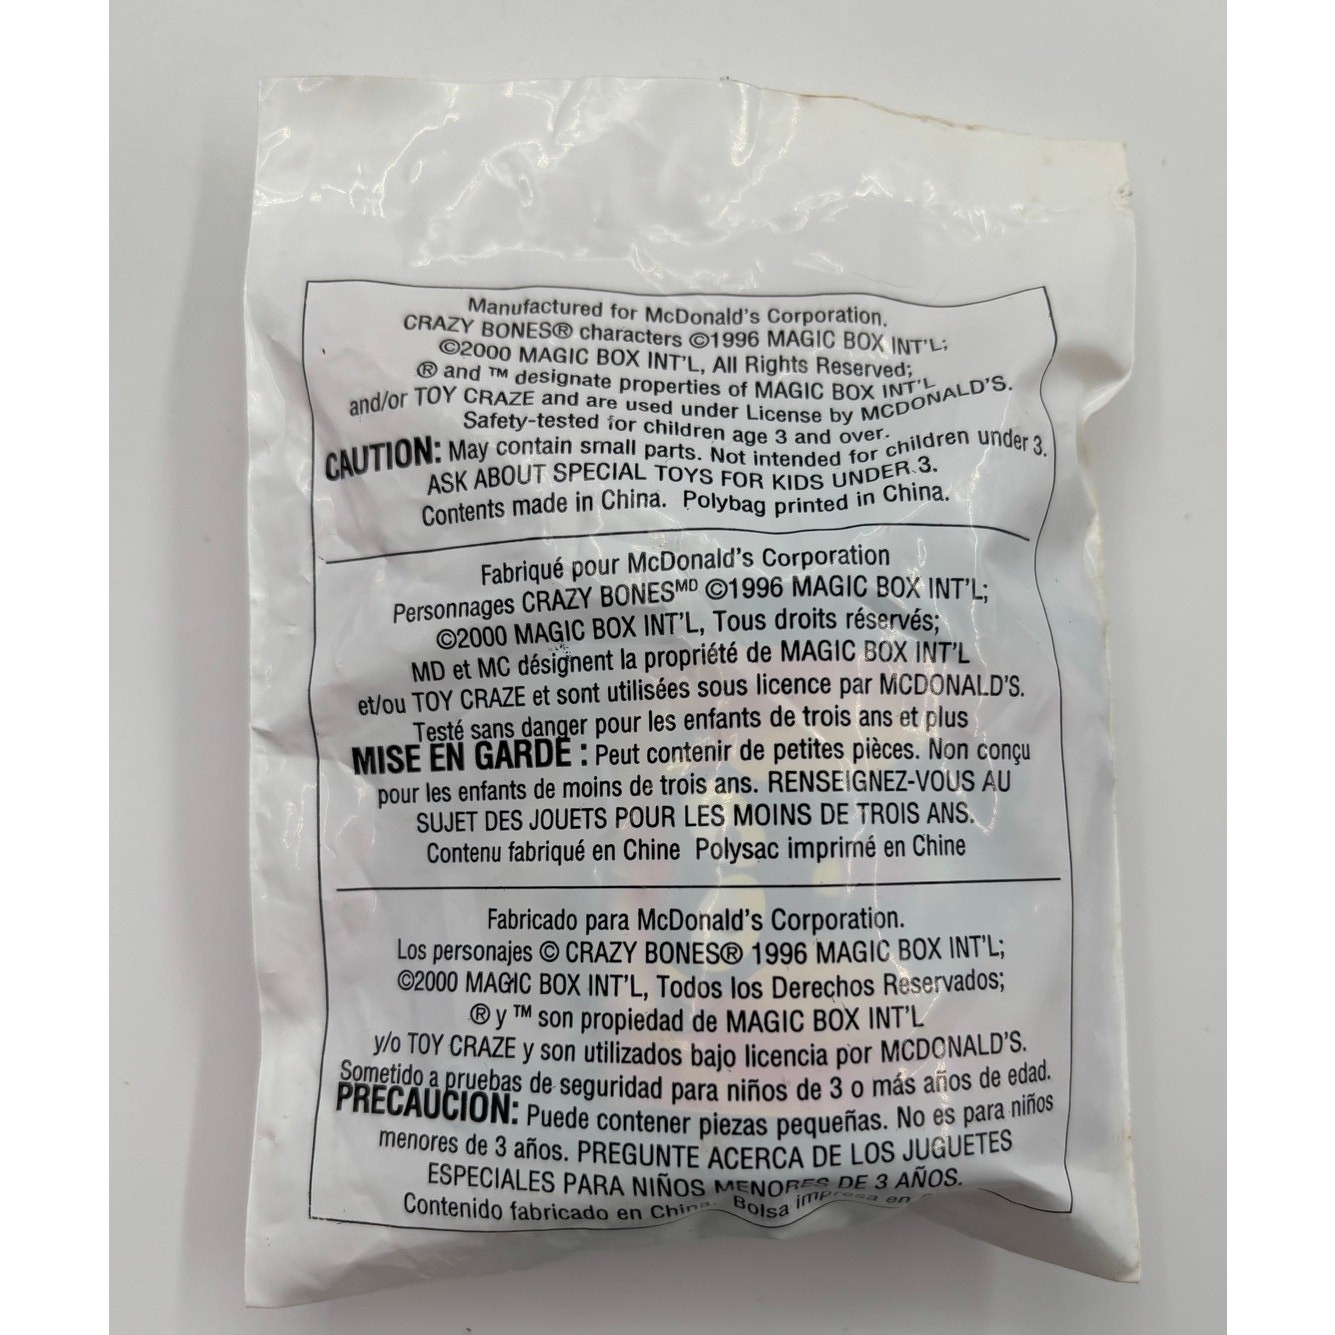 Manufactured for McDonald's Corporation.
CRAZY BONES® characters ©1996 MAGIC BOX INT'L;
©2000 MAGIC BOX INT'L, All Rights Reserved;
® and ™ designate properties of MAGIC BOX INT'L
and/or TOY CRAZE and are used under License by MCDONALD'S.
Safety-tested for children age 3 and over.
CAUTION: May contain small parts. Not intended for children under 3.
ASK ABOUT SPECIAL TOYS FOR KIDS UNDER 3.
Contents made in China. Polybag printed in China.
Fabriqué pour McDonald's Corporation
Personnages CRAZY BONESᴹᴰ ©1996 MAGIC BOX INT'L;
©2000 MAGIC BOX INT'L, Tous droits réservés;
MD et MC désignent la propriété de MAGIC BOX INT'L
et/ou TOY CRAZE et sont utilisées sous licence par MCDONALD'S.
Testé sans danger pour les enfants de trois ans et plus
MISE EN GARDE : Peut contenir de petites pièces. Non conçu
pour les enfants de moins de trois ans. RENSEIGNEZ-VOUS AU
SUJET DES JOUETS POUR LES MOINS DE TROIS ANS.
Contenu fabriqué en Chine Polysac imprimé en Chine
Fabricado para McDonald's Corporation.
Los personajes © CRAZY BONES® 1996 MAGIC BOX INT'L;
©2000 MAGIC BOX INT'L, Todos los Derechos Reservados;
® y ™ son propiedad de MAGIC BOX INT'L
y/o TOY CRAZE y son utilizados bajo licencia por MCDONALD'S.
Sometido a pruebas de seguridad para niños de 3 o más años de edad.
PRECAUCIÓN: Puede contener piezas pequeñas. No es para niños
menores de 3 años. PREGUNTE ACERCA DE LOS JUGUETES
ESPECIALES PARA NIÑOS MENORES DE 3 AÑOS.
Contenido fabricado en China. Bolsa impresa en